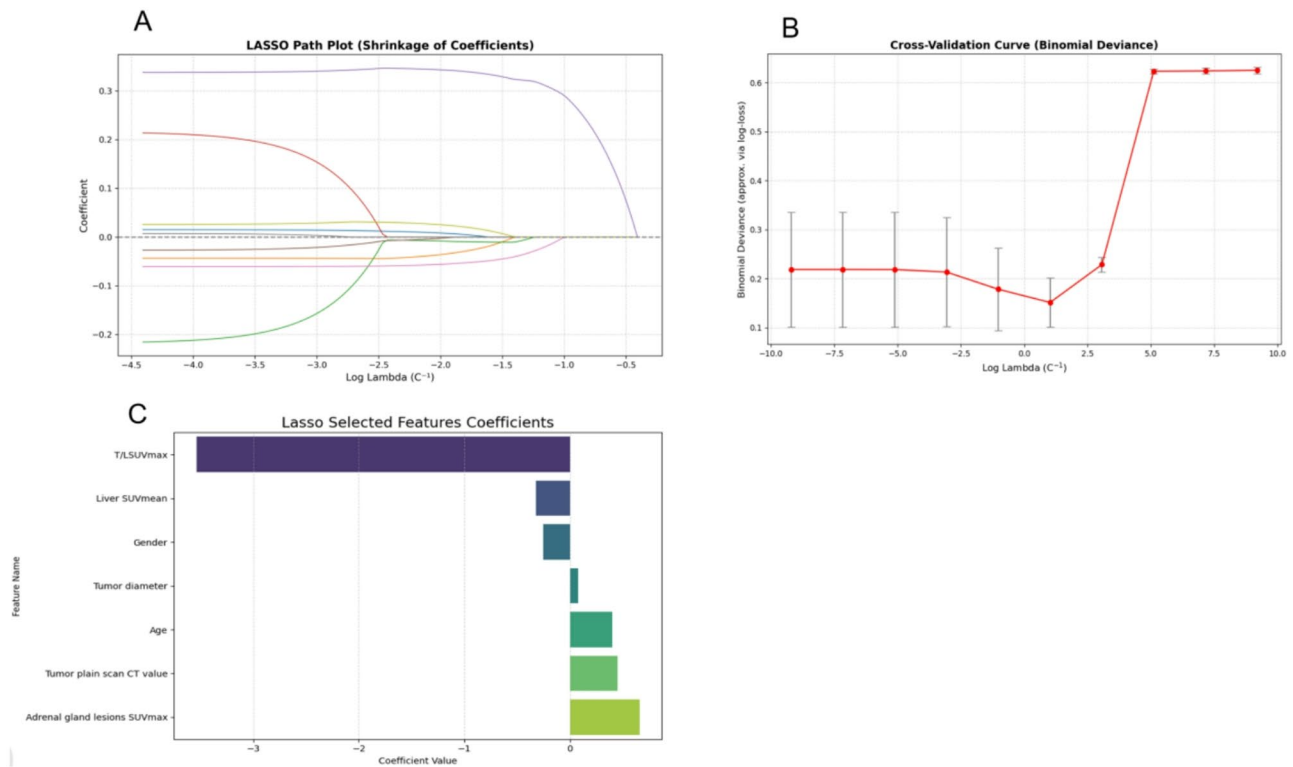 A
LASSO Path Plot (Shrinkage of Coefficients)
Coefficient
0.3
0.2
0.1
0.0
−0.1
−0.2
−4.5 −4.0 −3.5 −3.0 −2.5 −2.0 −1.5 −1.0 −0.5
Log Lambda (C⁻¹)
B
Cross-Validation Curve (Binomial Deviance)
Binomial Deviance (approx. via log-loss)
0.6
0.5
0.4
0.3
0.2
0.1
−10.0 −7.5 −5.0 −2.5 0.0 2.5 5.0 7.5 10.0
Log Lambda (C⁻¹)
C
Lasso Selected Features Coefficients
Feature Name
T/LSUVmax
Liver SUVmean
Gender
Tumor diameter
Age
Tumor plain scan CT value
Adrenal gland lesions SUVmax
−3 −2 −1 0
Coefficient Value